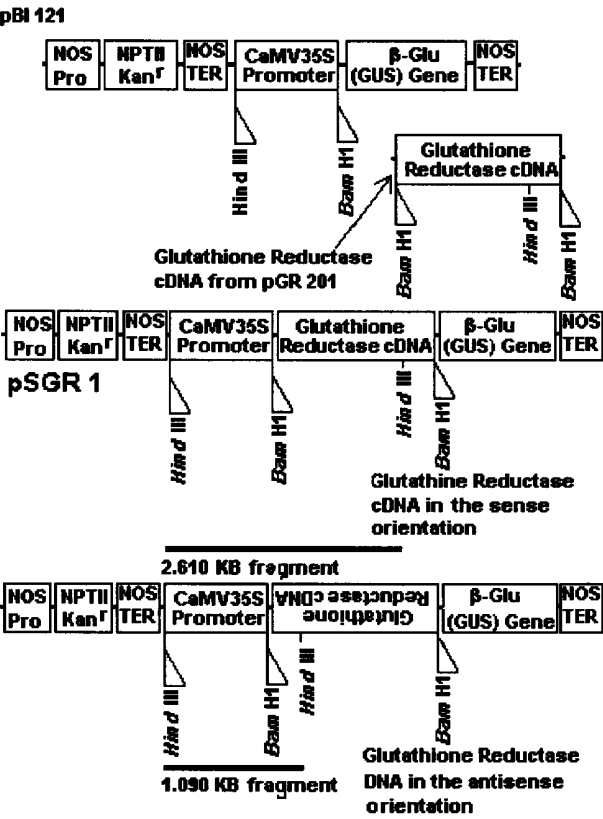 pBI 121
NOS Pro
NPTII Kanr
NOS TER
CaMV35S Promoter
β-Glu (GUS) Gene
NOS TER
Hind III
Bam H1
Glutathione Reductase cDNA
Glutathione Reductase
cDNA from pGR 201
Bam H1
Hind III
Bam H1
NOS Pro
NPTII Kanr
NOS TER
CaMV35S Promoter
Glutathione Reductase cDNA
β-Glu (GUS) Gene
NOS TER
pSGR 1
Hind III
Bam H1
Hind III
Bam H1
Glutathine Reductase
cDNA in the sense
orientation
2.610 KB fragment
NOS Pro
NPTII Kanr
NOS TER
CaMV35S Promoter
Glutathione Reductase cDNA
β-Glu (GUS) Gene
NOS TER
Hind III
Bam H1
Hind III
Bam H1
1.090 KB fragment
Glutathione Reductase
DNA in the antisense
orientation